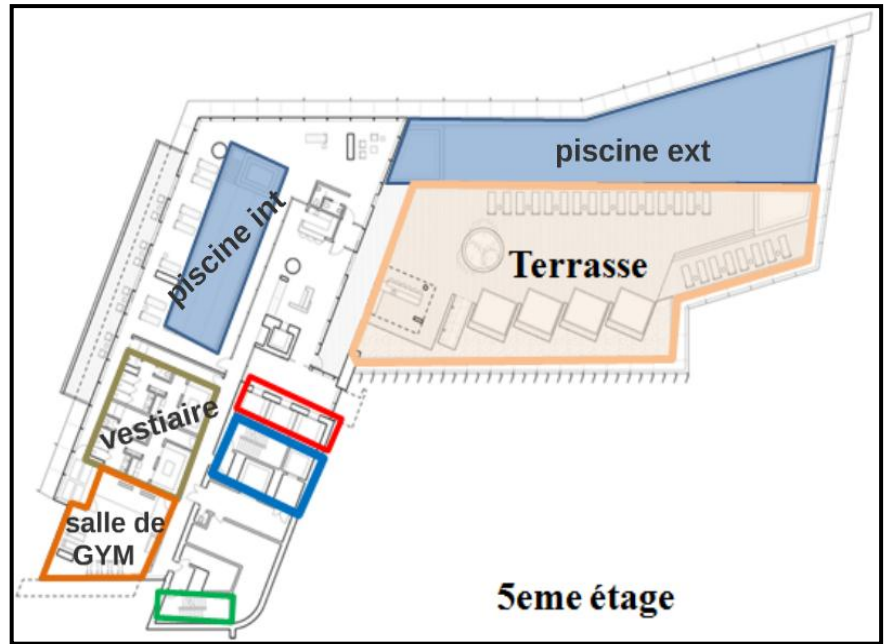 piscine ext
piscine int
Terrasse
vestiaire
salle de
GYM
5eme étage